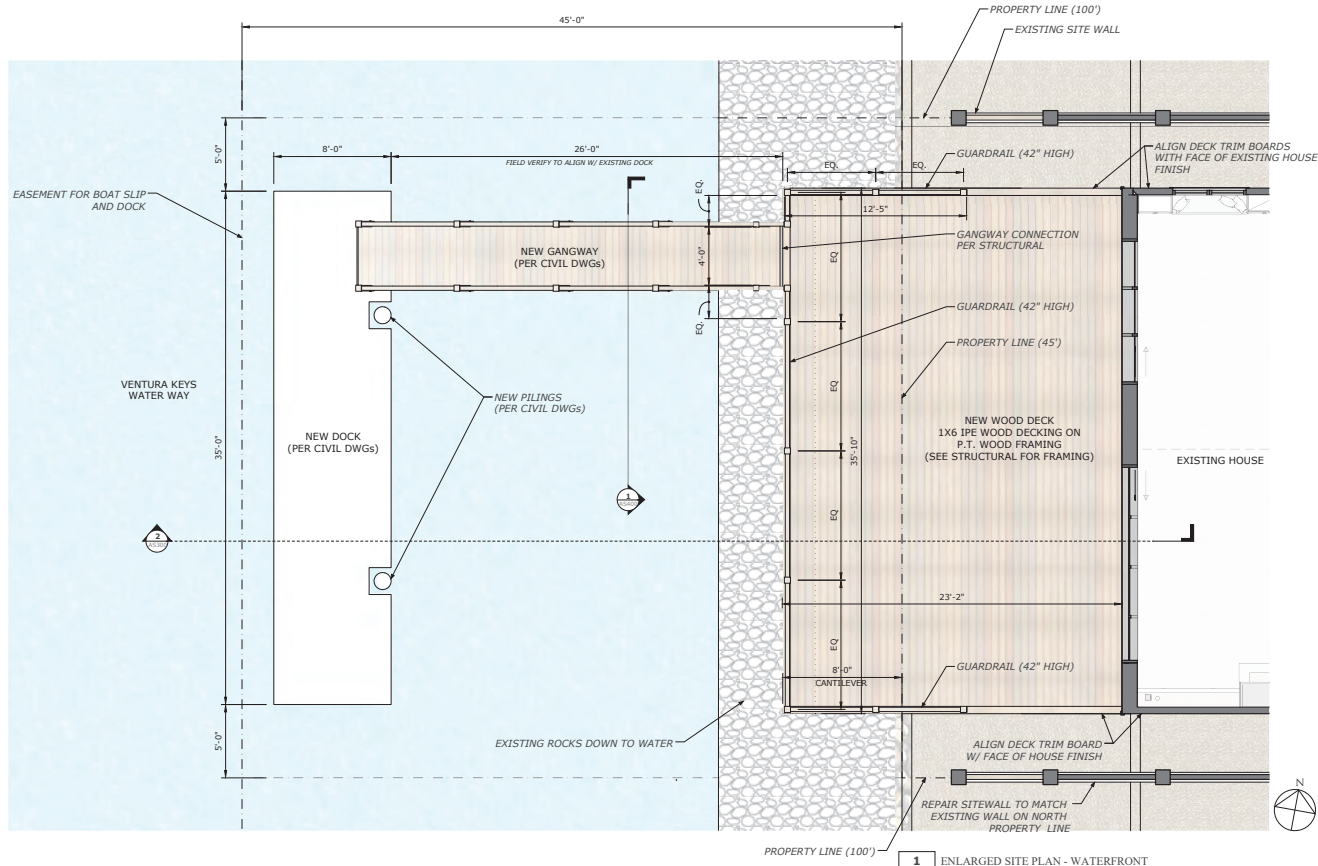 45'-0"
PROPERTY LINE (100')
EXISTING SITE WALL
5'-0"
8'-0"
26'-0"
FIELD VERIFY TO ALIGN W/ EXISTING DOCK
EQ.
EQ.
GUARDRAIL (42" HIGH)
ALIGN DECK TRIM BOARDS
WITH FACE OF EXISTING HOUSE
FINISH
EASEMENT FOR BOAT SLIP
AND DOCK
EQ.
12'-5"
NEW GANGWAY
(PER CIVIL DWGs)
4'-0"
EQ
GANGWAY CONNECTION
PER STRUCTURAL
EQ.
GUARDRAIL (42" HIGH)
PROPERTY LINE (45')
VENTURA KEYS
WATER WAY
NEW PILINGS
(PER CIVIL DWGs)
EQ
NEW DOCK
(PER CIVIL DWGs)
35'-0"
35'-10"
NEW WOOD DECK
1X6 IPE WOOD DECKING ON
P.T. WOOD FRAMING
(SEE STRUCTURAL FOR FRAMING)
EXISTING HOUSE
1
EQ
2
23'-2"
EQ
8'-0"
CANTILEVER
GUARDRAIL (42" HIGH)
5'-0"
EXISTING ROCKS DOWN TO WATER
ALIGN DECK TRIM BOARD
W/ FACE OF HOUSE FINISH
REPAIR SITEWALL TO MATCH
EXISTING WALL ON NORTH
PROPERTY LINE
N
PROPERTY LINE (100')
1 ENLARGED SITE PLAN - WATERFRONT